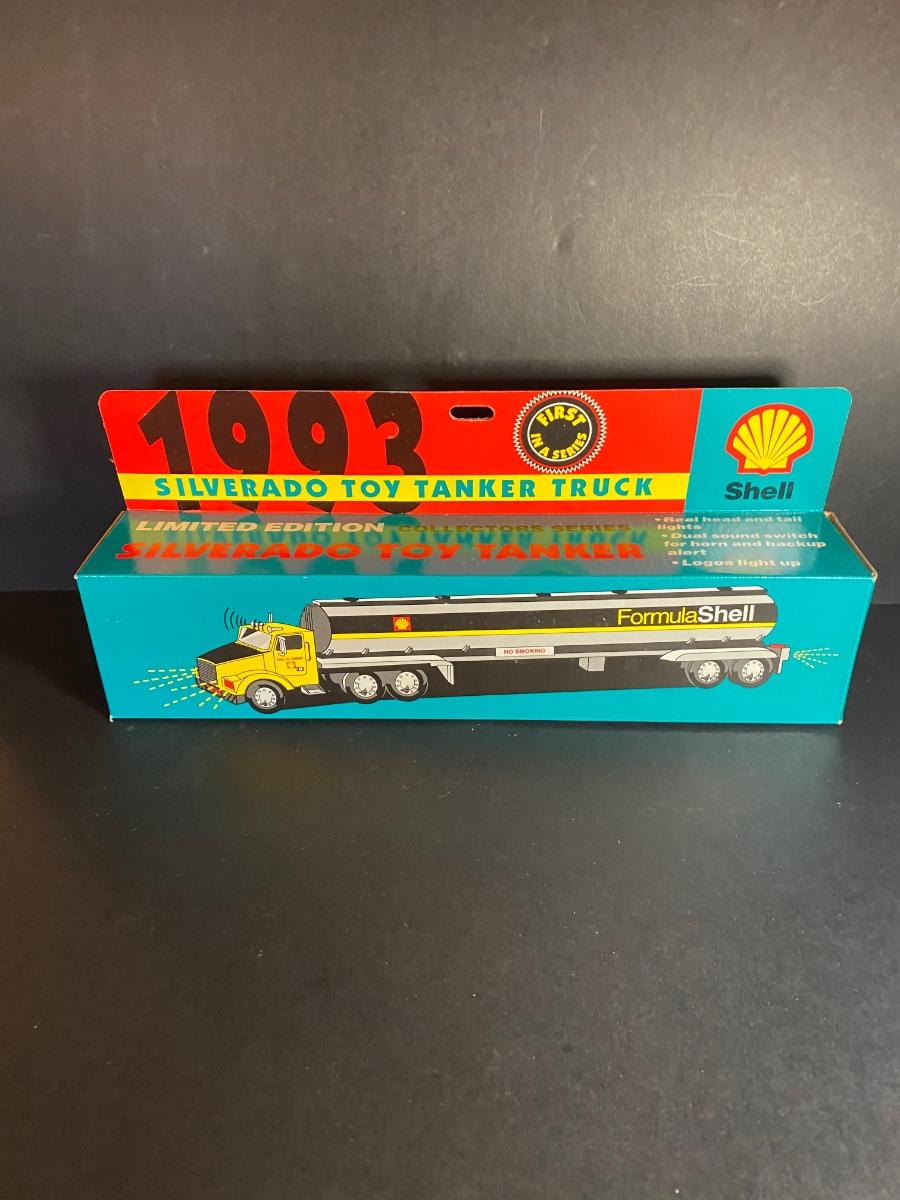 1993
FIRST
IN A SERIES
SILVERADO TOY TANKER TRUCK
Shell
LIMITED EDITION COLLECTORS SERIES
SILVERADO TOY TANKER
• Real head and tail
lights
• Dual sound switch
for horn and backup
alert
• Logos light up
FormulaShell
NO SMOKING